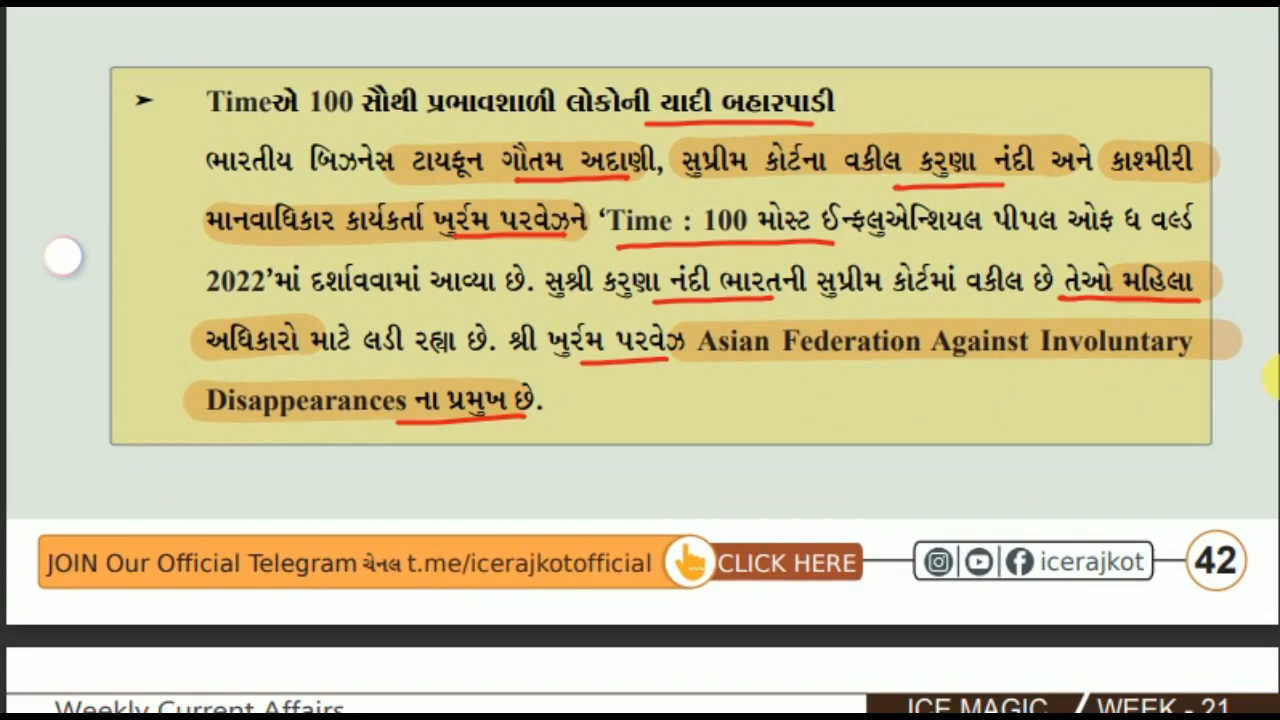 ➤ Timeએ 100 સૌથી પ્રભાવશાળી લોકોની યાદી બહારપાડી
ભારતીય બિઝનેસ ટાયફૂન ગૌતમ અદાણી, સુપ્રીમ કોર્ટના વકીલ કરુણા નંદી અને કાશ્મીરી
માનવાધિકાર કાર્યકર્તા ખુર્રમ પરવેઝને ‘Time : 100 મોસ્ટ ઈન્ફલુએન્શિયલ પીપલ ઓફ ધ વર્લ્ડ
2022’માં દર્શાવવામાં આવ્યા છે. સુશ્રી કરુણા નંદી ભારતની સુપ્રીમ કોર્ટમાં વકીલ છે તેઓ મહિલા
અધિકારો માટે લડી રહ્યા છે. શ્રી ખુર્રમ પરવેઝ Asian Federation Against Involuntary
Disappearances ના પ્રમુખ છે.
JOIN Our Official Telegram ચેનલ t.me/icerajkotofficial CLICK HERE icerajkot 42
Weekly Current Affairs ICE MAGIC WEEK - 21